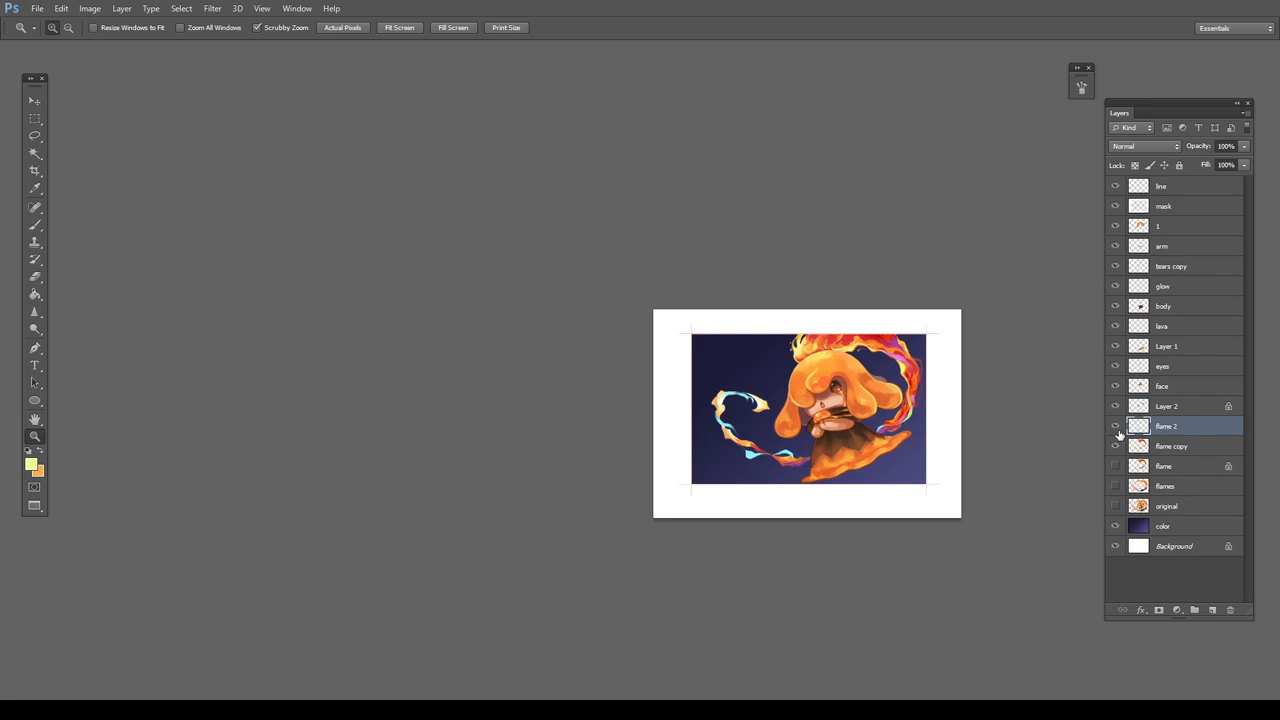 Ps File Edit Image Layer Type Select Filter 3D View Window Help
Resize Windows to Fit Zoom All Windows Scrubby Zoom Actual Pixels Fit Screen Fill Screen Print Size Essentials
Layers
Kind
Normal Opacity: 100%
Lock: Fill: 100%
line
mask
1
arm
tears copy
glow
body
lava
Layer 1
eyes
face
Layer 2
flame 2
flame copy
flame
flames
original
color
Background
fx